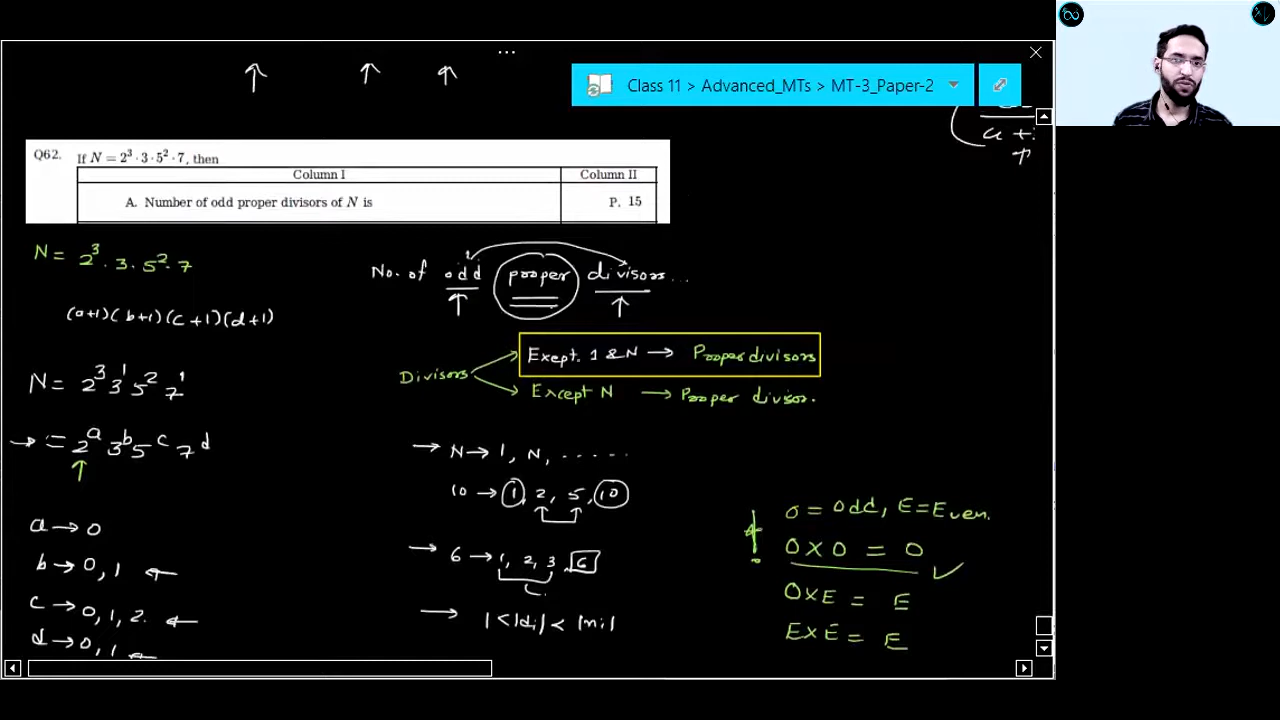 Class 11 > Advanced_MTs > MT-3_Paper-2
a +
Q62. If N = 2³ · 3 · 5² · 7, then
Column I Column II
A. Number of odd proper divisors of N is P. 15
N = 2³ · 3 · 5² · 7
(a+1)(b+1)(c+1)(d+1)
N = 2³ 3¹ 5² 7¹
→ = 2ᵃ 3ᵇ 5ᶜ 7ᵈ
a → 0
b → 0, 1 ←
c → 0, 1, 2. ←
d → 0, 1 ←
No. of odd proper divisors...
Divisors
Exept. 1 & N → Proper divisors
Except N → Proper divisor.
→ N → 1, N, ......
10 → 1, 2, 5, 10
→ 6 → 1, 2, 3, 6
→ 1 < |di| < |ni|
O = Odd, E = Even.
O X O = O ✓
O X E = E
E X E = E